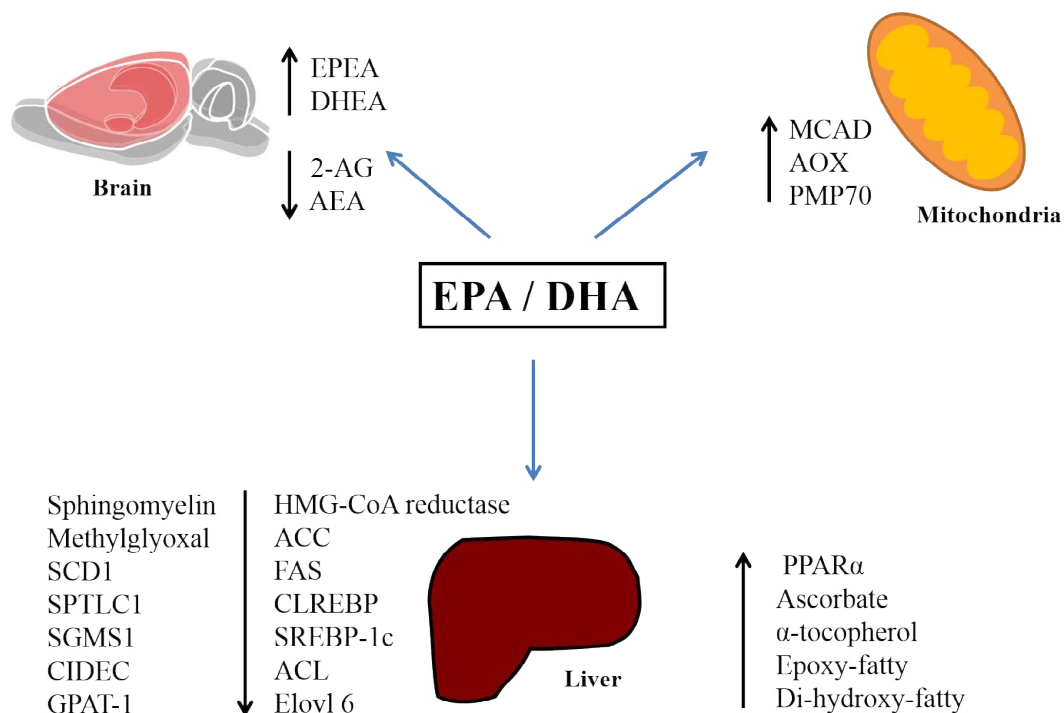 EPEA
DHEA
2-AG
AEA
Brain
MCAD
AOX
PMP70
Mitochondria
EPA / DHA
Sphingomyelin
Methylglyoxal
SCD1
SPTLC1
SGMS1
CIDEC
GPAT-1
HMG-CoA reductase
ACC
FAS
CLREBP
SREBP-1c
ACL
Elovl 6
Liver
PPARα
Ascorbate
α-tocopherol
Epoxy-fatty
Di-hydroxy-fatty